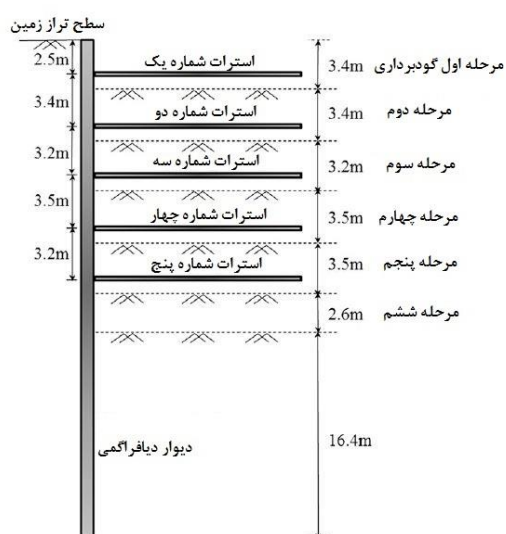 سطح تراز زمین
2.5m
استرات شماره یک
3.4m
مرحله اول گودبرداری
3.4m
استرات شماره دو
3.4m
مرحله دوم
3.2m
استرات شماره سه
3.2m
مرحله سوم
3.5m
استرات شماره چهار
3.5m
مرحله چهارم
3.2m
استرات شماره پنج
3.5m
مرحله پنجم
2.6m
مرحله ششم
16.4m
دیوار دیافراگمی